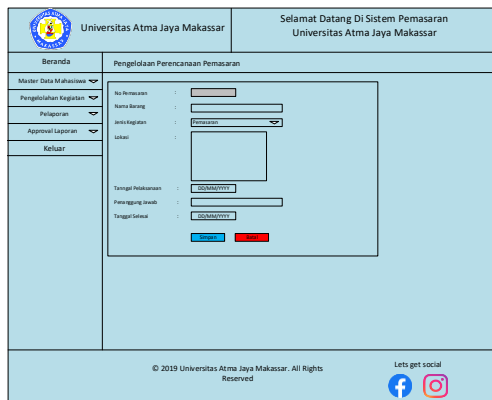 Universitas Atma Jaya Makassar
Selamat Datang Di Sistem Pemasaran
Universitas Atma Jaya Makassar
Beranda
Pengelolaan Perencanaan Pemasaran
Master Data Mahasiswa
Pengelolahan Kegiatan
Pelaporan
Approval Laporan
Keluar
No Pemasaran :
Nama Barang :
Jenis Kegiatan : Pemasaran
Lokasi :
Tanngal Pelaksanaan : DD/MM/YYYY
Penanggung Jawab :
Tanggal Selesai : DD/MM/YYYY
Simpan
© 2019 Universitas Atma Jaya Makassar. All Rights
Reserved
Lets get social